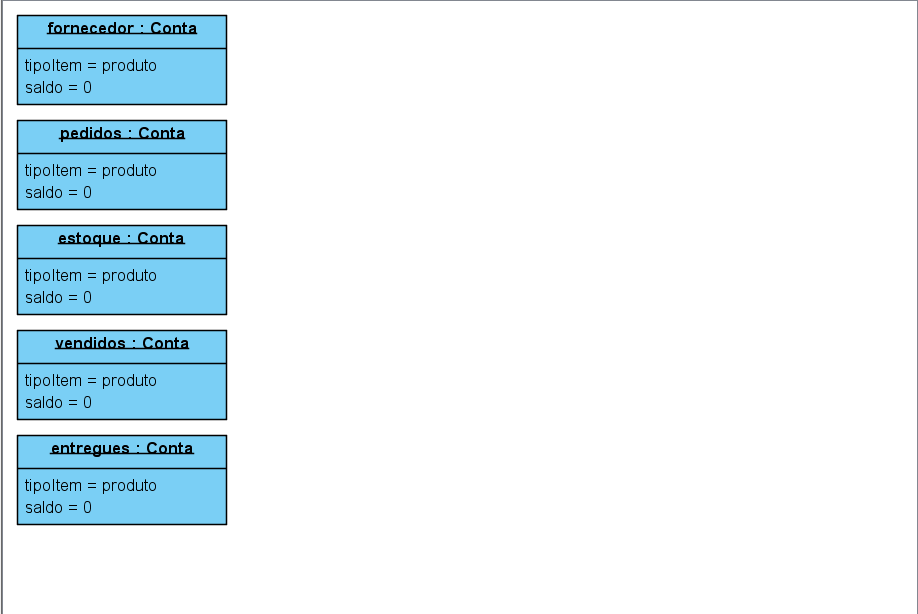 fornecedor : Conta
tipoItem = produto
saldo = 0
pedidos : Conta
tipoItem = produto
saldo = 0
estoque : Conta
tipoItem = produto
saldo = 0
vendidos : Conta
tipoItem = produto
saldo = 0
entregues : Conta
tipoItem = produto
saldo = 0